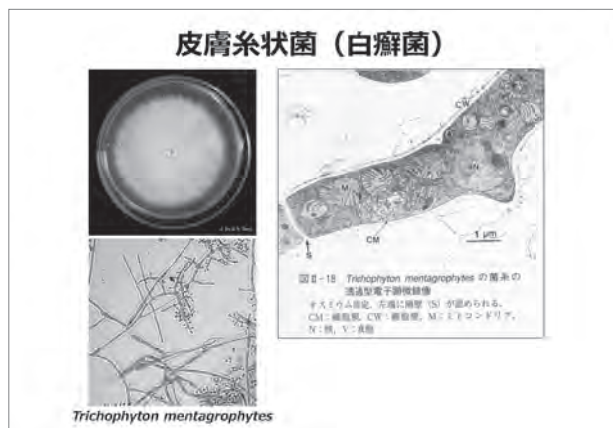 皮膚糸状菌（白癬菌）
CW
N
M
1 μm
S
CM
図Ⅱ-18 Trichophyton mentagrophytes の菌糸の
透過型電子顕微鏡像
オスミウム固定．左端に隔壁（S）が認められる．
CM：細胞膜，CW：細胞壁，M：ミトコンドリア，
N：核，V：液胞
Trichophyton mentagrophytes